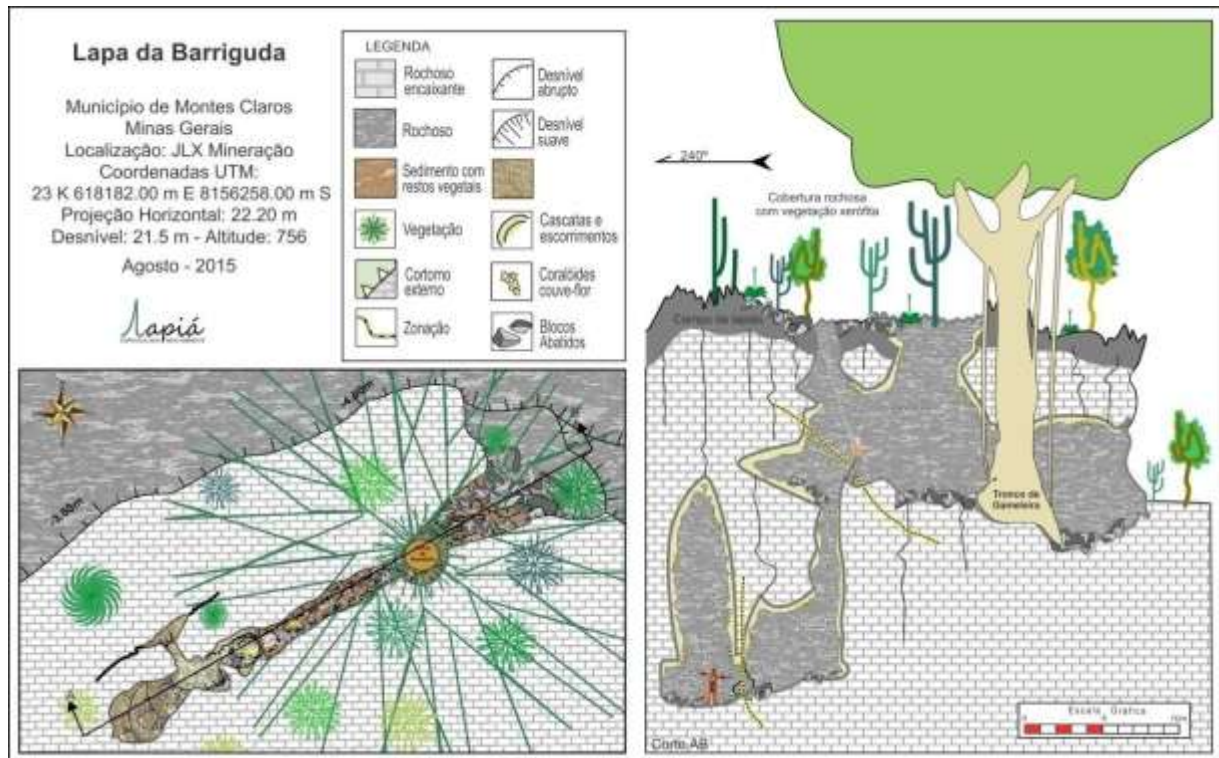 Lapa da Barriguda
Município de Montes Claros
Minas Gerais
Localização: JLX Mineração
Coordenadas UTM:
23 K 618182.00 m E 8156258.00 m S
Projeção Horizontal: 22.20 m
Desnível: 21.5 m - Altitude: 756
Agosto - 2015
Lapiá
LEGENDA
Rochoso
encaixante
Rochoso
Sedimento com
restos vegetais
Vegetação
Cortorno
externo
Zonação
Desnível
abrupto
Desnível
suave
Cascatas e
escorrimentos
Coralóides
couve-flor
Blocos
Abatidos
240º
Cobertura rochosa
com vegetação xerófita
Tronco de
Gameleira
Escala Gráfica
Corte AB